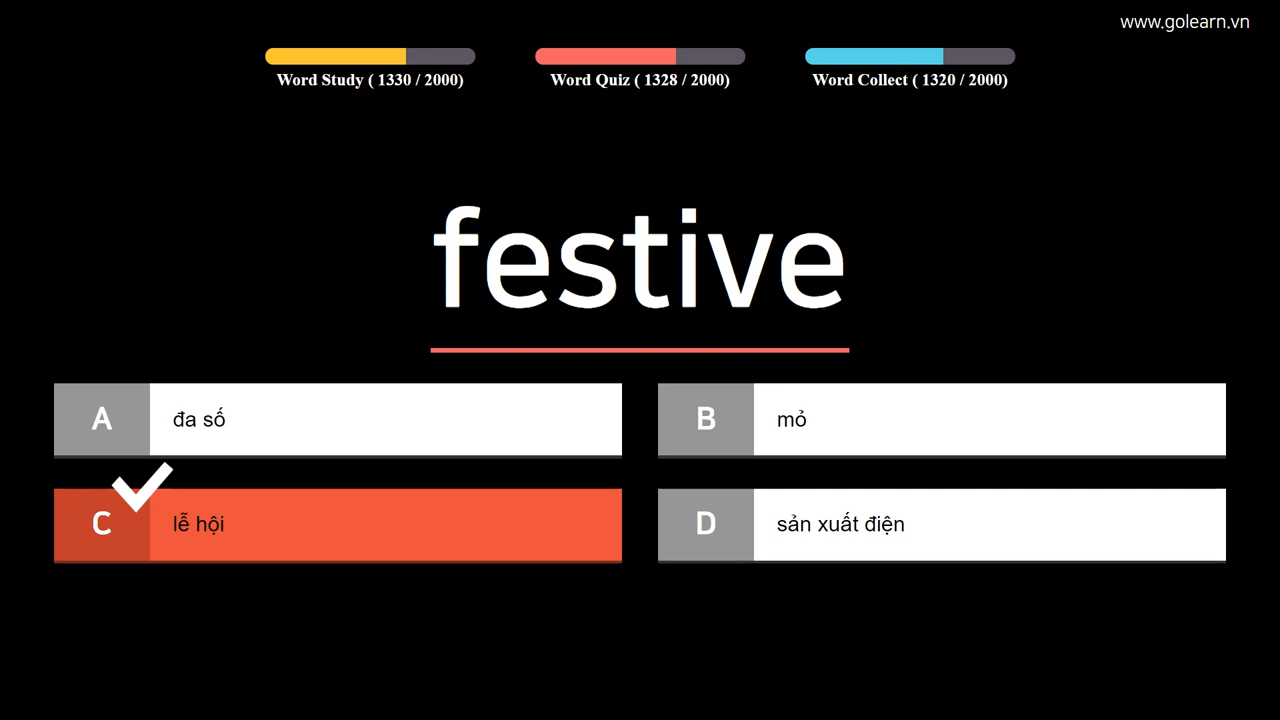 www.golearn.vn
Word Study ( 1330 / 2000)
Word Quiz ( 1328 / 2000)
Word Collect ( 1320 / 2000)
festive
A đa số
B mỏ
C lễ hội
D sản xuất điện